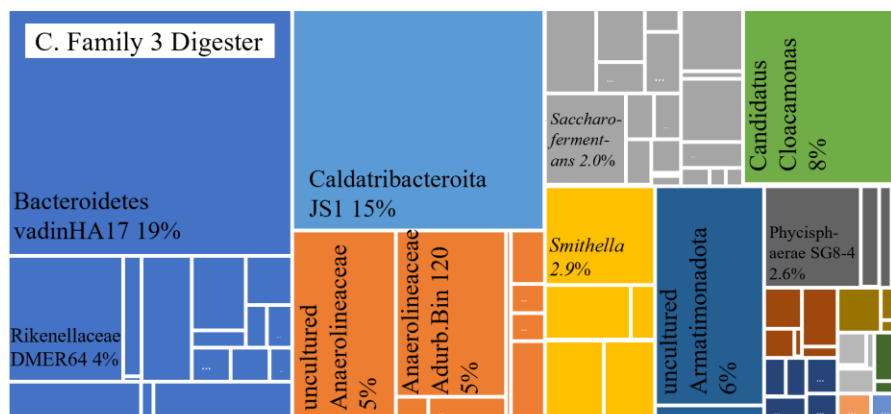 C. Family 3 Digester
Bacteroidetes
vadinHA17 19%
Rikenellaceae
DMER64 4%
...
Caldatribacteroita
JS1 15%
uncultured
Anaerolineaceae
5%
Anaerolineaceae
Adurb.Bin 120
5%
...
...
...
...
Saccharo-
ferment-
ans 2.0%
Smithella
2.9%
Candidatus
Cloacamonas
8%
uncultured
Armatimonadota
6%
Phycisph-
aerae SG8-4
2.6%
...